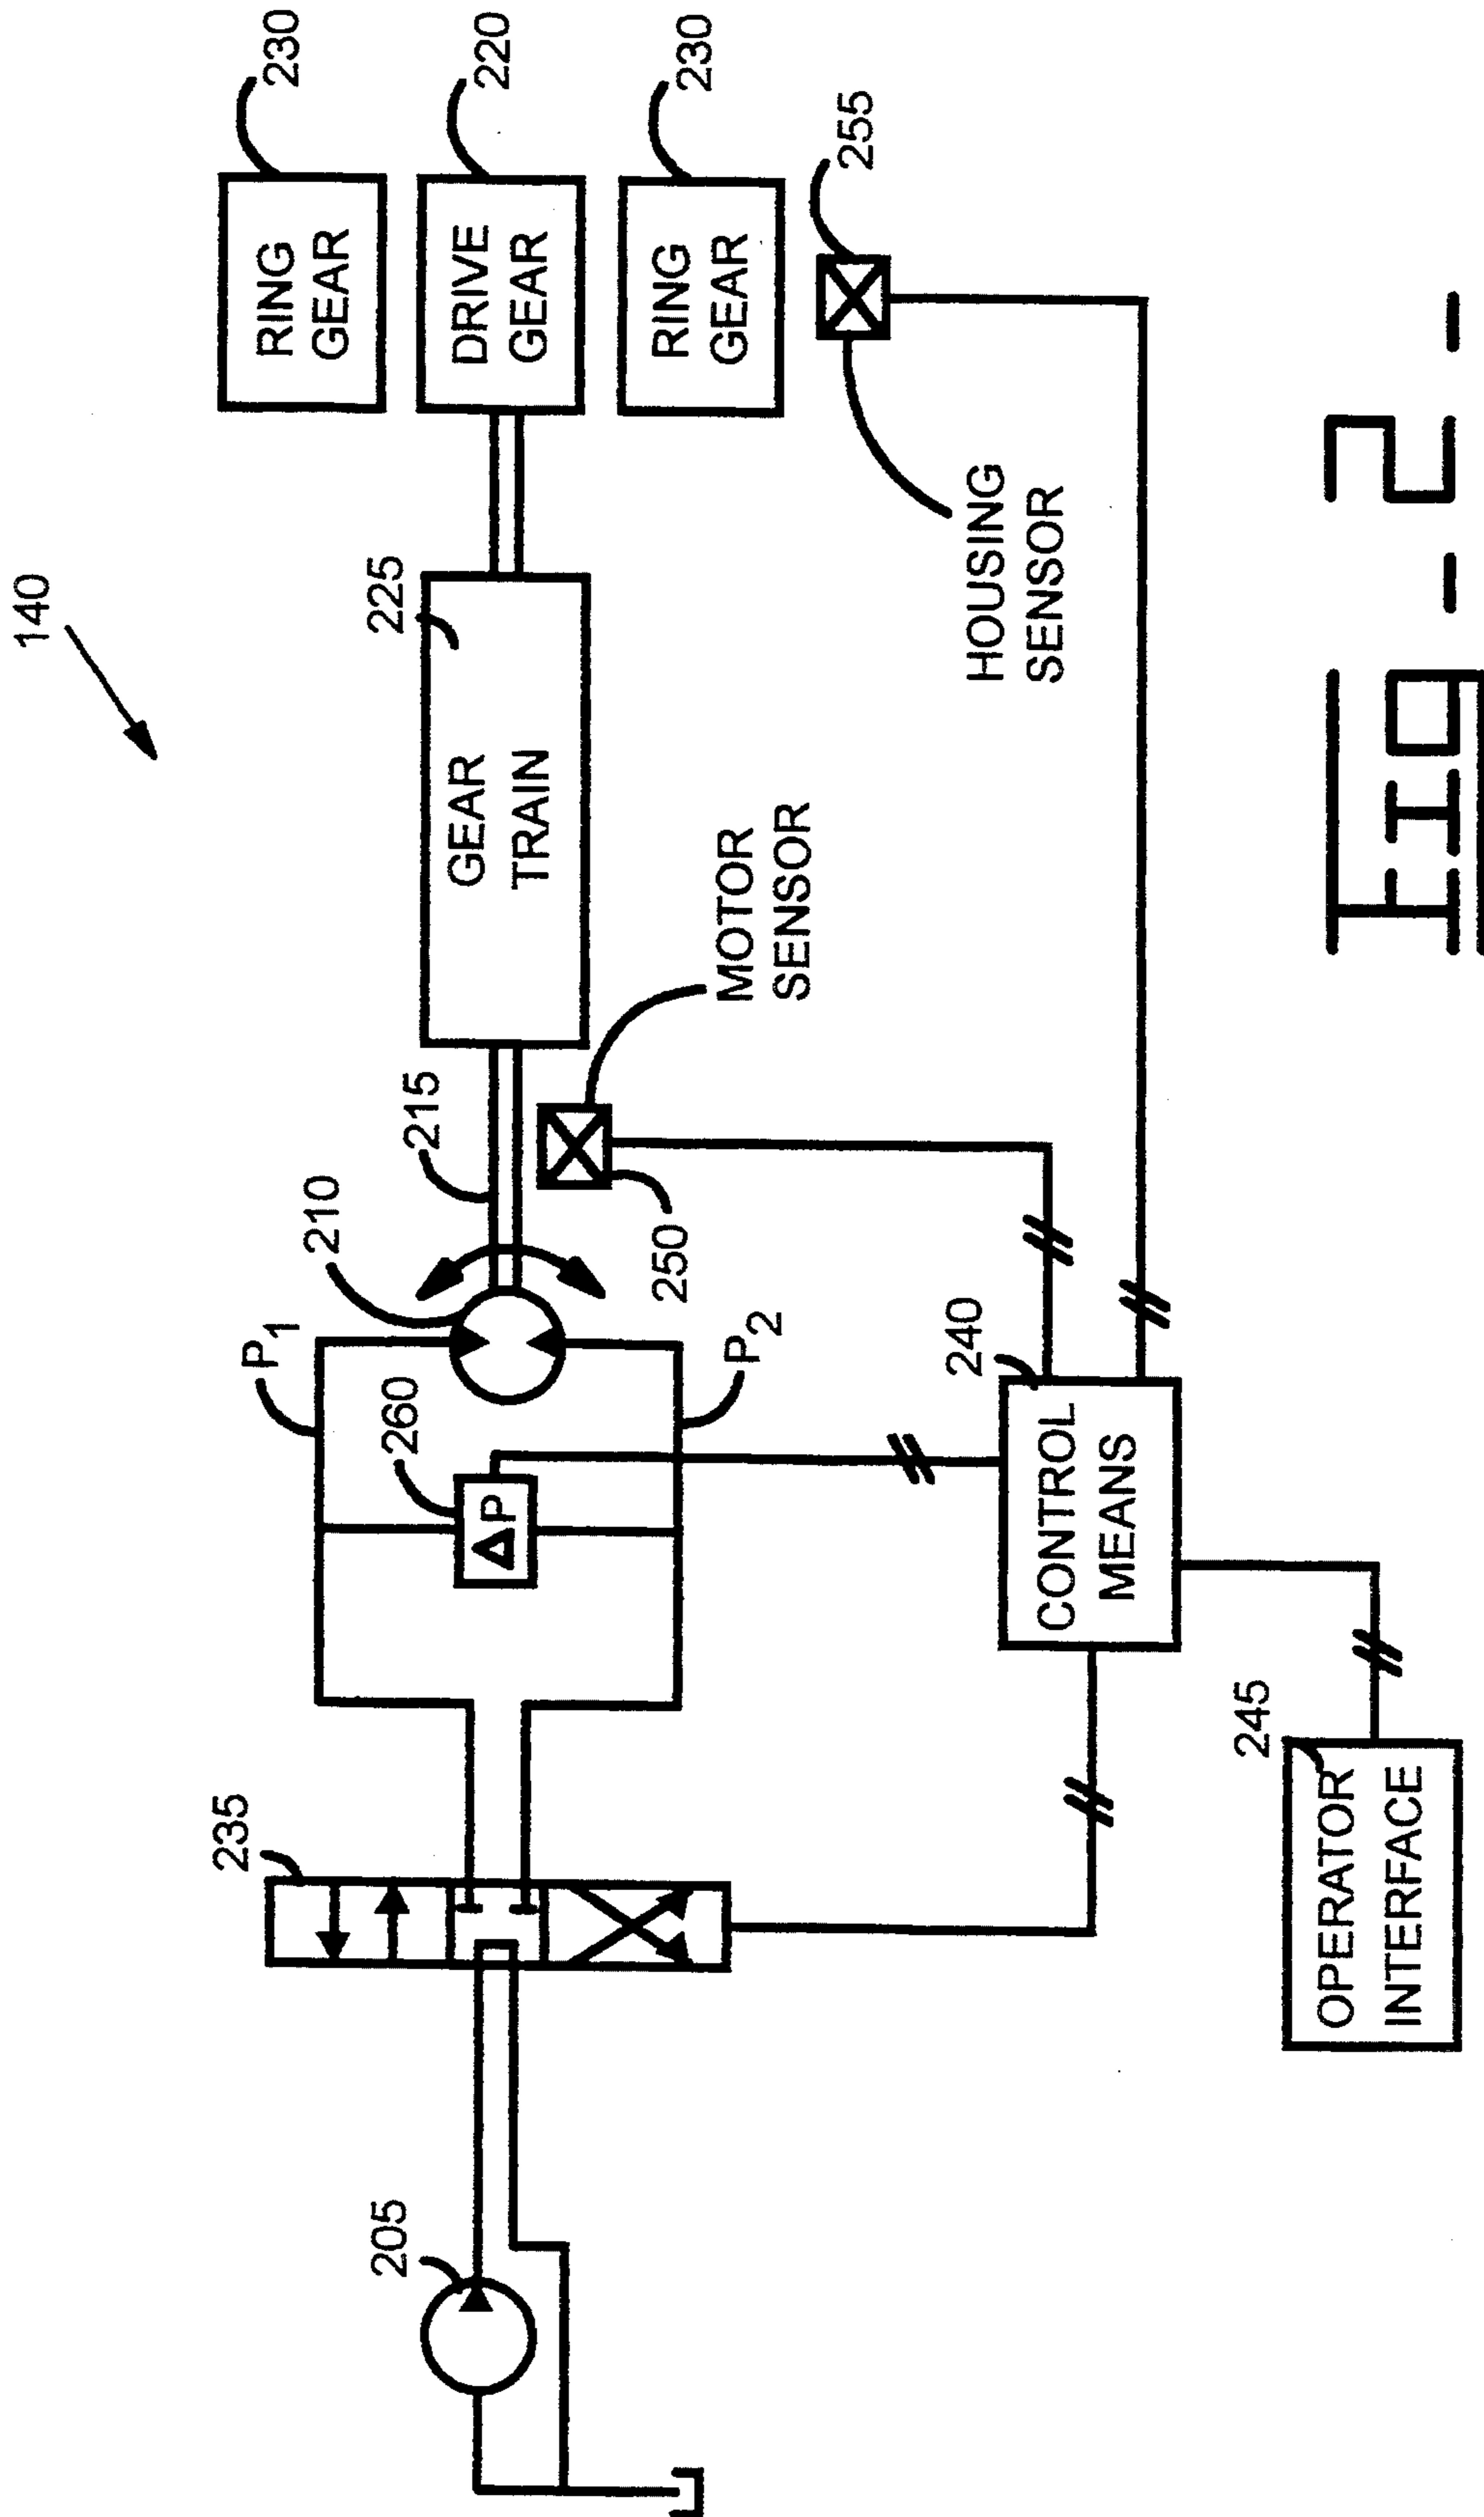 140
230
RING
GEAR
220
DRIVE
GEAR
230
RING
GEAR
225
GEAR
TRAIN
255
HOUSING
SENSOR
215
210
MOTOR
SENSOR
250
P1
260
ΔP
P2
235
205
240
CONTROL
MEANS
245
OPERATOR
INTERFACE
Fig - 2 -